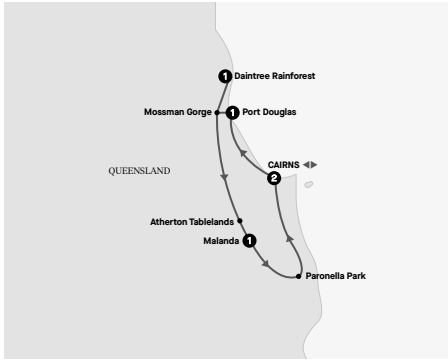 1 Daintree Rainforest
Mossman Gorge 1 Port Douglas
CAIRNS
2
QUEENSLAND
Atherton Tablelands
Malanda 1
Paronella Park